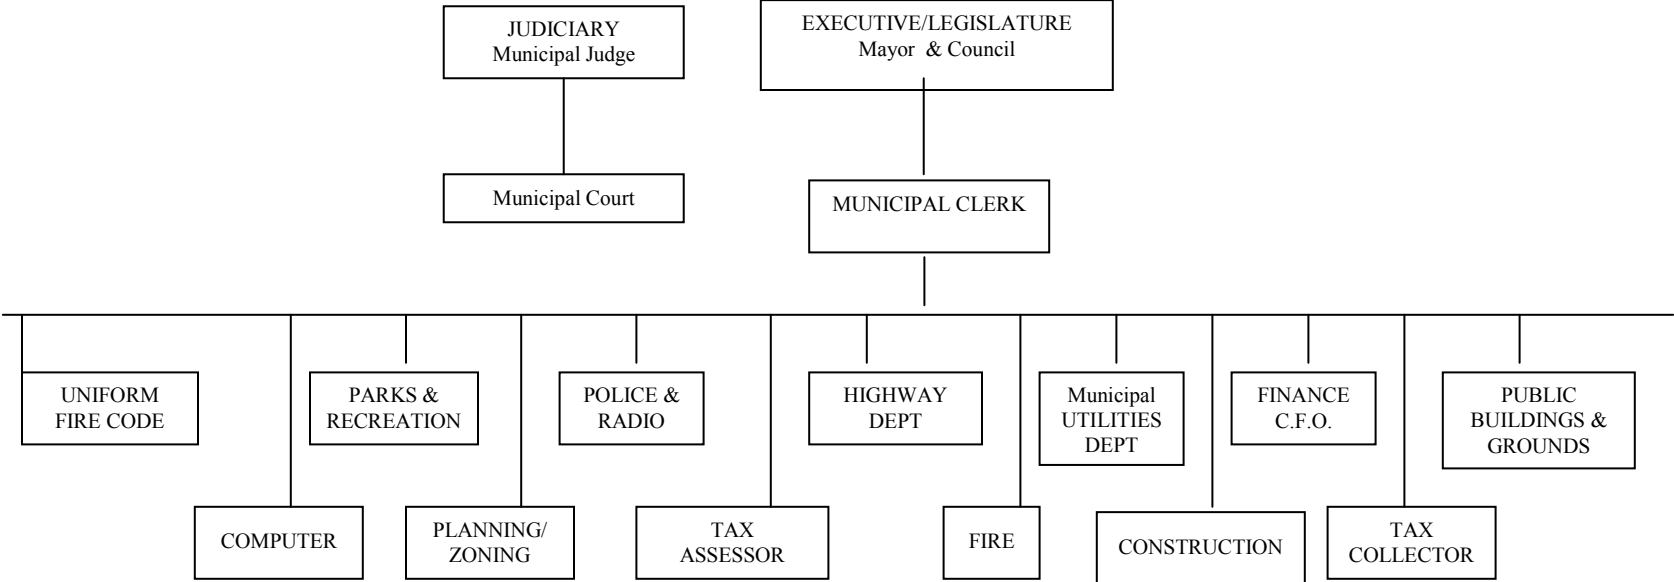 JUDICIARY
Municipal Judge
EXECUTIVE/LEGISLATURE
Mayor & Council
Municipal Court
MUNICIPAL CLERK
UNIFORM
FIRE CODE
PARKS &
RECREATION
POLICE &
RADIO
HIGHWAY
DEPT
Municipal
UTILITIES
DEPT
FINANCE
C.F.O.
PUBLIC
BUILDINGS &
GROUNDS
COMPUTER
PLANNING/
ZONING
TAX
ASSESSOR
FIRE
CONSTRUCTION
TAX
COLLECTOR